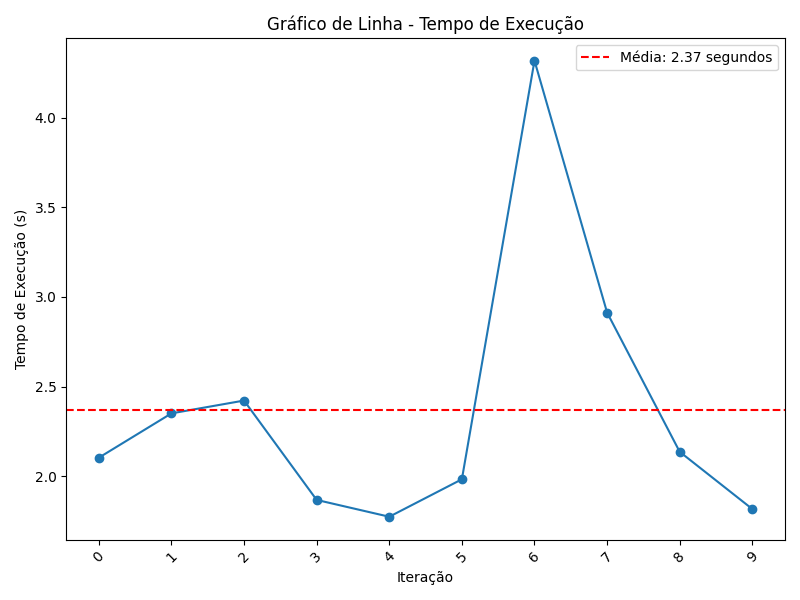 Gráfico de Linha - Tempo de Execução
Média: 2.37 segundos
Tempo de Execução (s)
4.0
3.5
3.0
2.5
2.0
0 1 2 3 4 5 6 7 8 9
Iteração